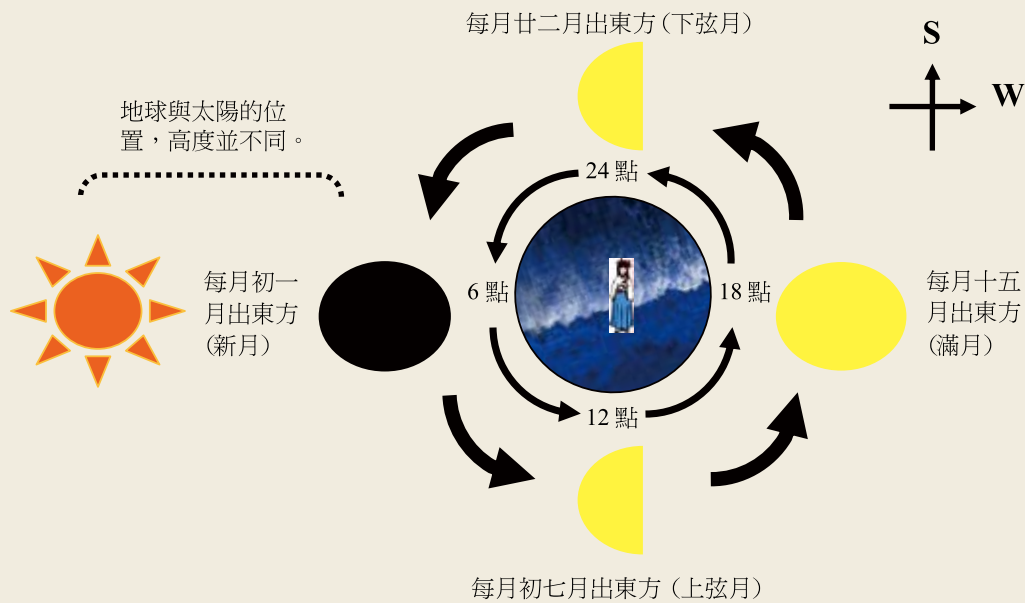 每月廿二月出東方(下弦月)
S
W
地球與太陽的位
置，高度並不同。
24 點
每月初一
月出東方
(新月)
6 點
18 點
每月十五
月出東方
(滿月)
12 點
每月初七月出東方 (上弦月)